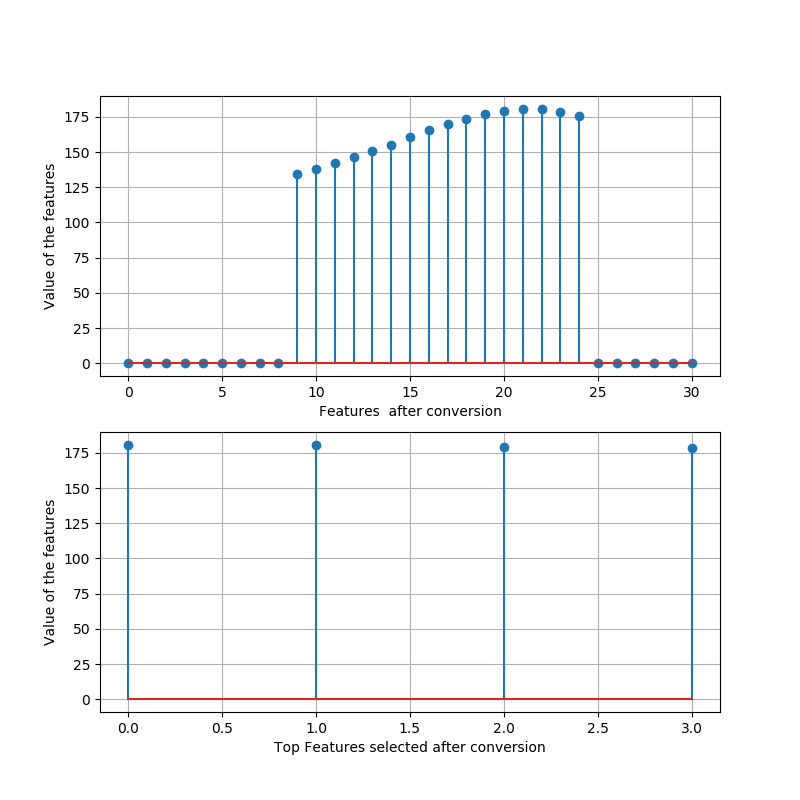 Value of the features
175
150
125
100
75
50
25
0
0 5 10 15 20 25 30
Features  after conversion
Value of the features
175
150
125
100
75
50
25
0
0.0 0.5 1.0 1.5 2.0 2.5 3.0
Top Features selected after conversion